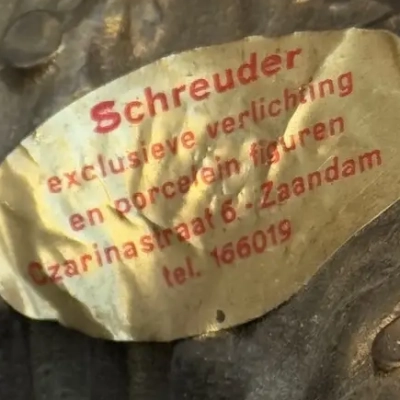 Schreuder
exclusieve verlichting
en porcelein figuren
Czarinastraat 6 - Zaandam
tel. 166019